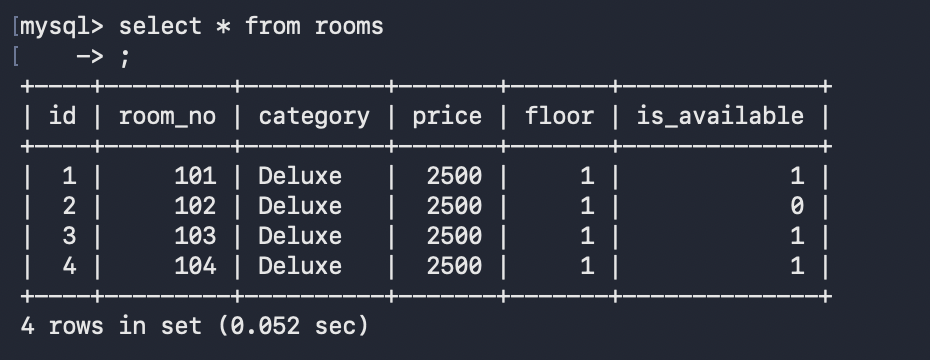 mysql> select * from rooms
    -> ;
+----+---------+----------+-------+-------+--------------+
| id | room_no | category | price | floor | is_available |
+----+---------+----------+-------+-------+--------------+
|  1 |     101 | Deluxe   |  2500 |     1 |            1 |
|  2 |     102 | Deluxe   |  2500 |     1 |            0 |
|  3 |     103 | Deluxe   |  2500 |     1 |            1 |
|  4 |     104 | Deluxe   |  2500 |     1 |            1 |
+----+---------+----------+-------+-------+--------------+
4 rows in set (0.052 sec)